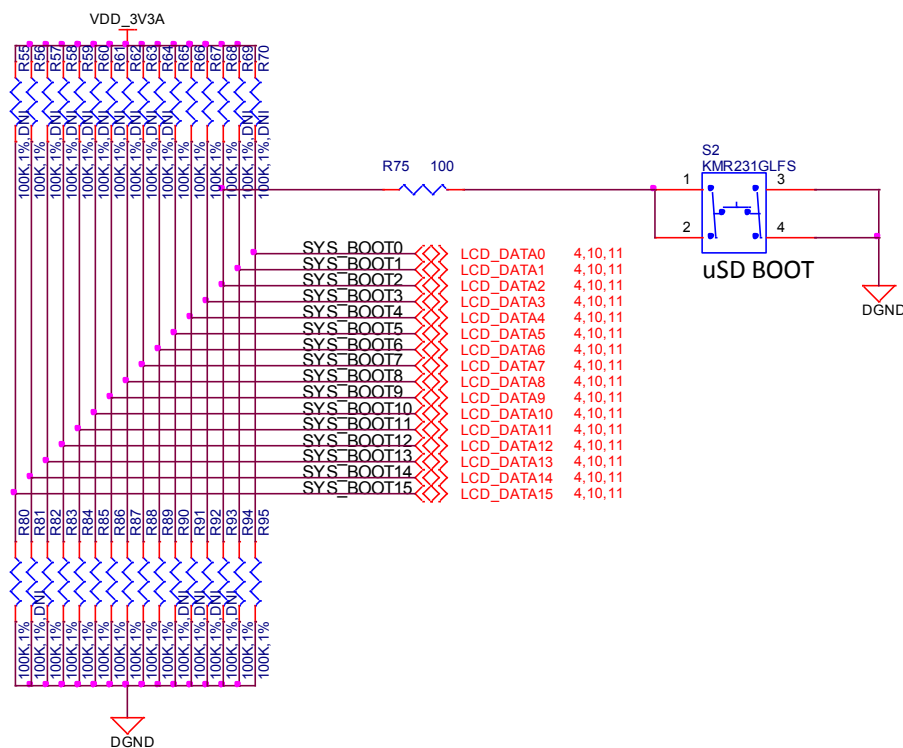 VDD_3V3A
R55
R56
R57
R58
R59
R60
R61
R62
R63
R64
R65
R66
R67
R68
R69
R70
100K,1%,DNI
100K,1%
100K,1%,DNI
100K,1%,DNI
100K,1%,DNI
100K,1%,DNI
100K,1%,DNI
100K,1%,DNI
100K,1%,DNI
100K,1%,DNI
100K,1%
100K,1%
100K,1%
100K,1%
100K,1%,DNI
100K,1%,DNI
R75 100
S2
KMR231GLFS
1 3
2 4
uSD BOOT
DGND
SYS_BOOT0 LCD_DATA0 4,10,11
SYS_BOOT1 LCD_DATA1 4,10,11
SYS_BOOT2 LCD_DATA2 4,10,11
SYS_BOOT3 LCD_DATA3 4,10,11
SYS_BOOT4 LCD_DATA4 4,10,11
SYS_BOOT5 LCD_DATA5 4,10,11
SYS_BOOT6 LCD_DATA6 4,10,11
SYS_BOOT7 LCD_DATA7 4,10,11
SYS_BOOT8 LCD_DATA8 4,10,11
SYS_BOOT9 LCD_DATA9 4,10,11
SYS_BOOT10 LCD_DATA10 4,10,11
SYS_BOOT11 LCD_DATA11 4,10,11
SYS_BOOT12 LCD_DATA12 4,10,11
SYS_BOOT13 LCD_DATA13 4,10,11
SYS_BOOT14 LCD_DATA14 4,10,11
SYS_BOOT15 LCD_DATA15 4,10,11
R80
R81
R82
R83
R84
R85
R86
R87
R88
R89
R90
R91
R92
R93
R94
R95
100K,1%
100K,1%,DNI
100K,1%
100K,1%
100K,1%
100K,1%
100K,1%
100K,1%
100K,1%
100K,1%
100K,1%,DNI
100K,1%,DNI
100K,1%,DNI
100K,1%,DNI
100K,1%
100K,1%
DGND